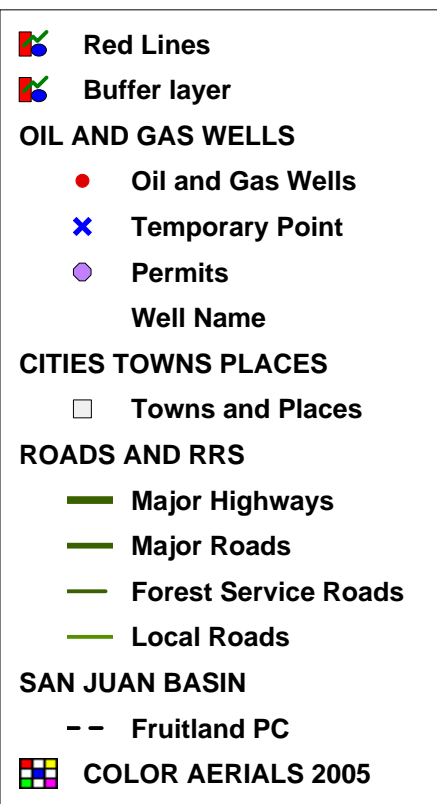 Red Lines
Buffer layer
OIL AND GAS WELLS
Oil and Gas Wells
Temporary Point
Permits
Well Name
CITIES TOWNS PLACES
Towns and Places
ROADS AND RRS
Major Highways
Major Roads
Forest Service Roads
Local Roads
SAN JUAN BASIN
Fruitland PC
COLOR AERIALS 2005